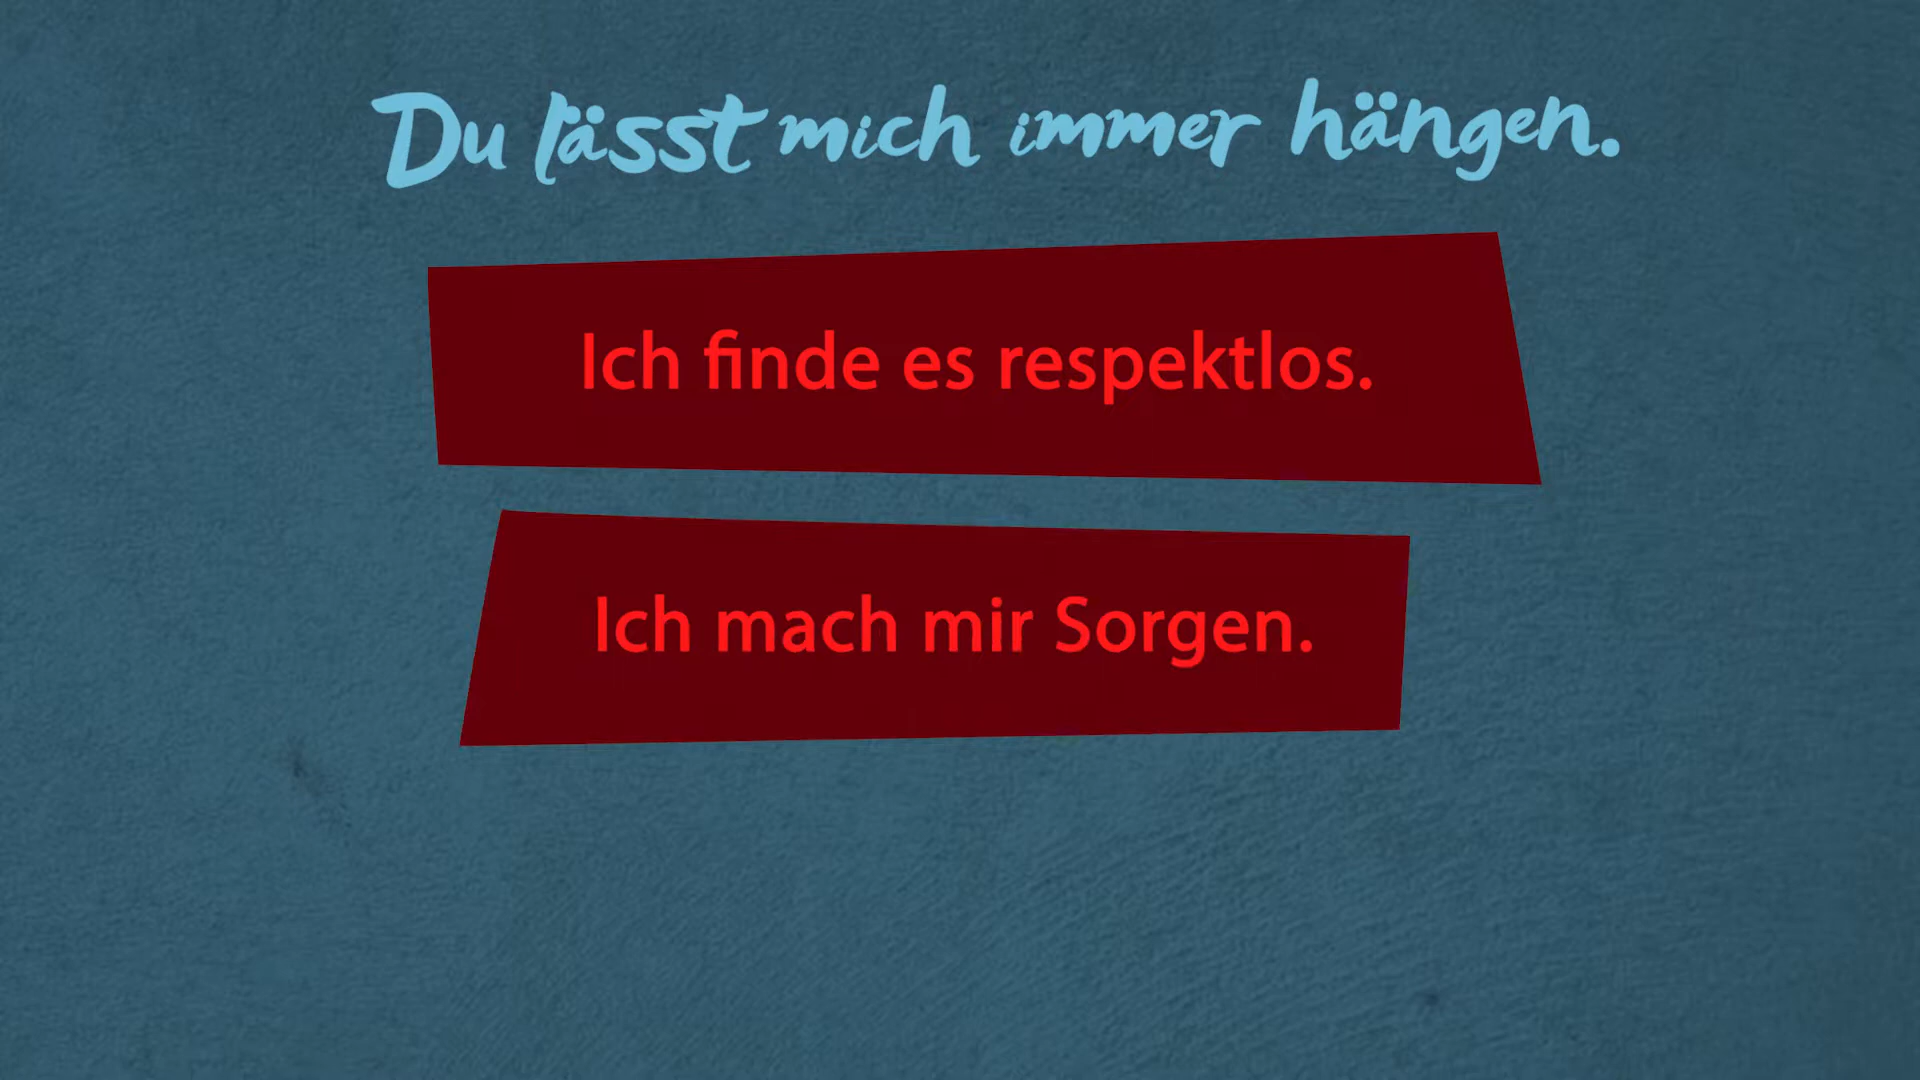 Du lässt mich immer hängen.
Ich finde es respektlos.
Ich mach mir Sorgen.